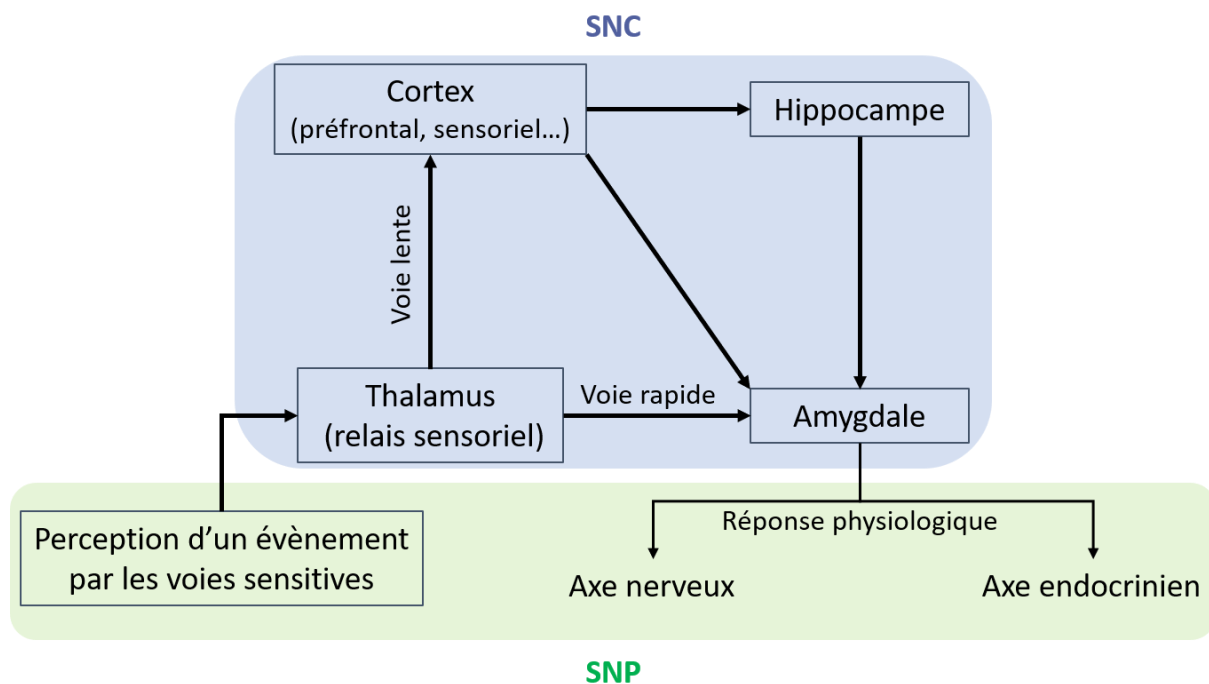 SNC
Cortex
(préfrontal, sensoriel...)
Hippocampe
Voie lente
Thalamus
(relais sensoriel)
Voie rapide
Amygdale
Perception d'un évènement
par les voies sensitives
Réponse physiologique
Axe nerveux
Axe endocrinien
SNP